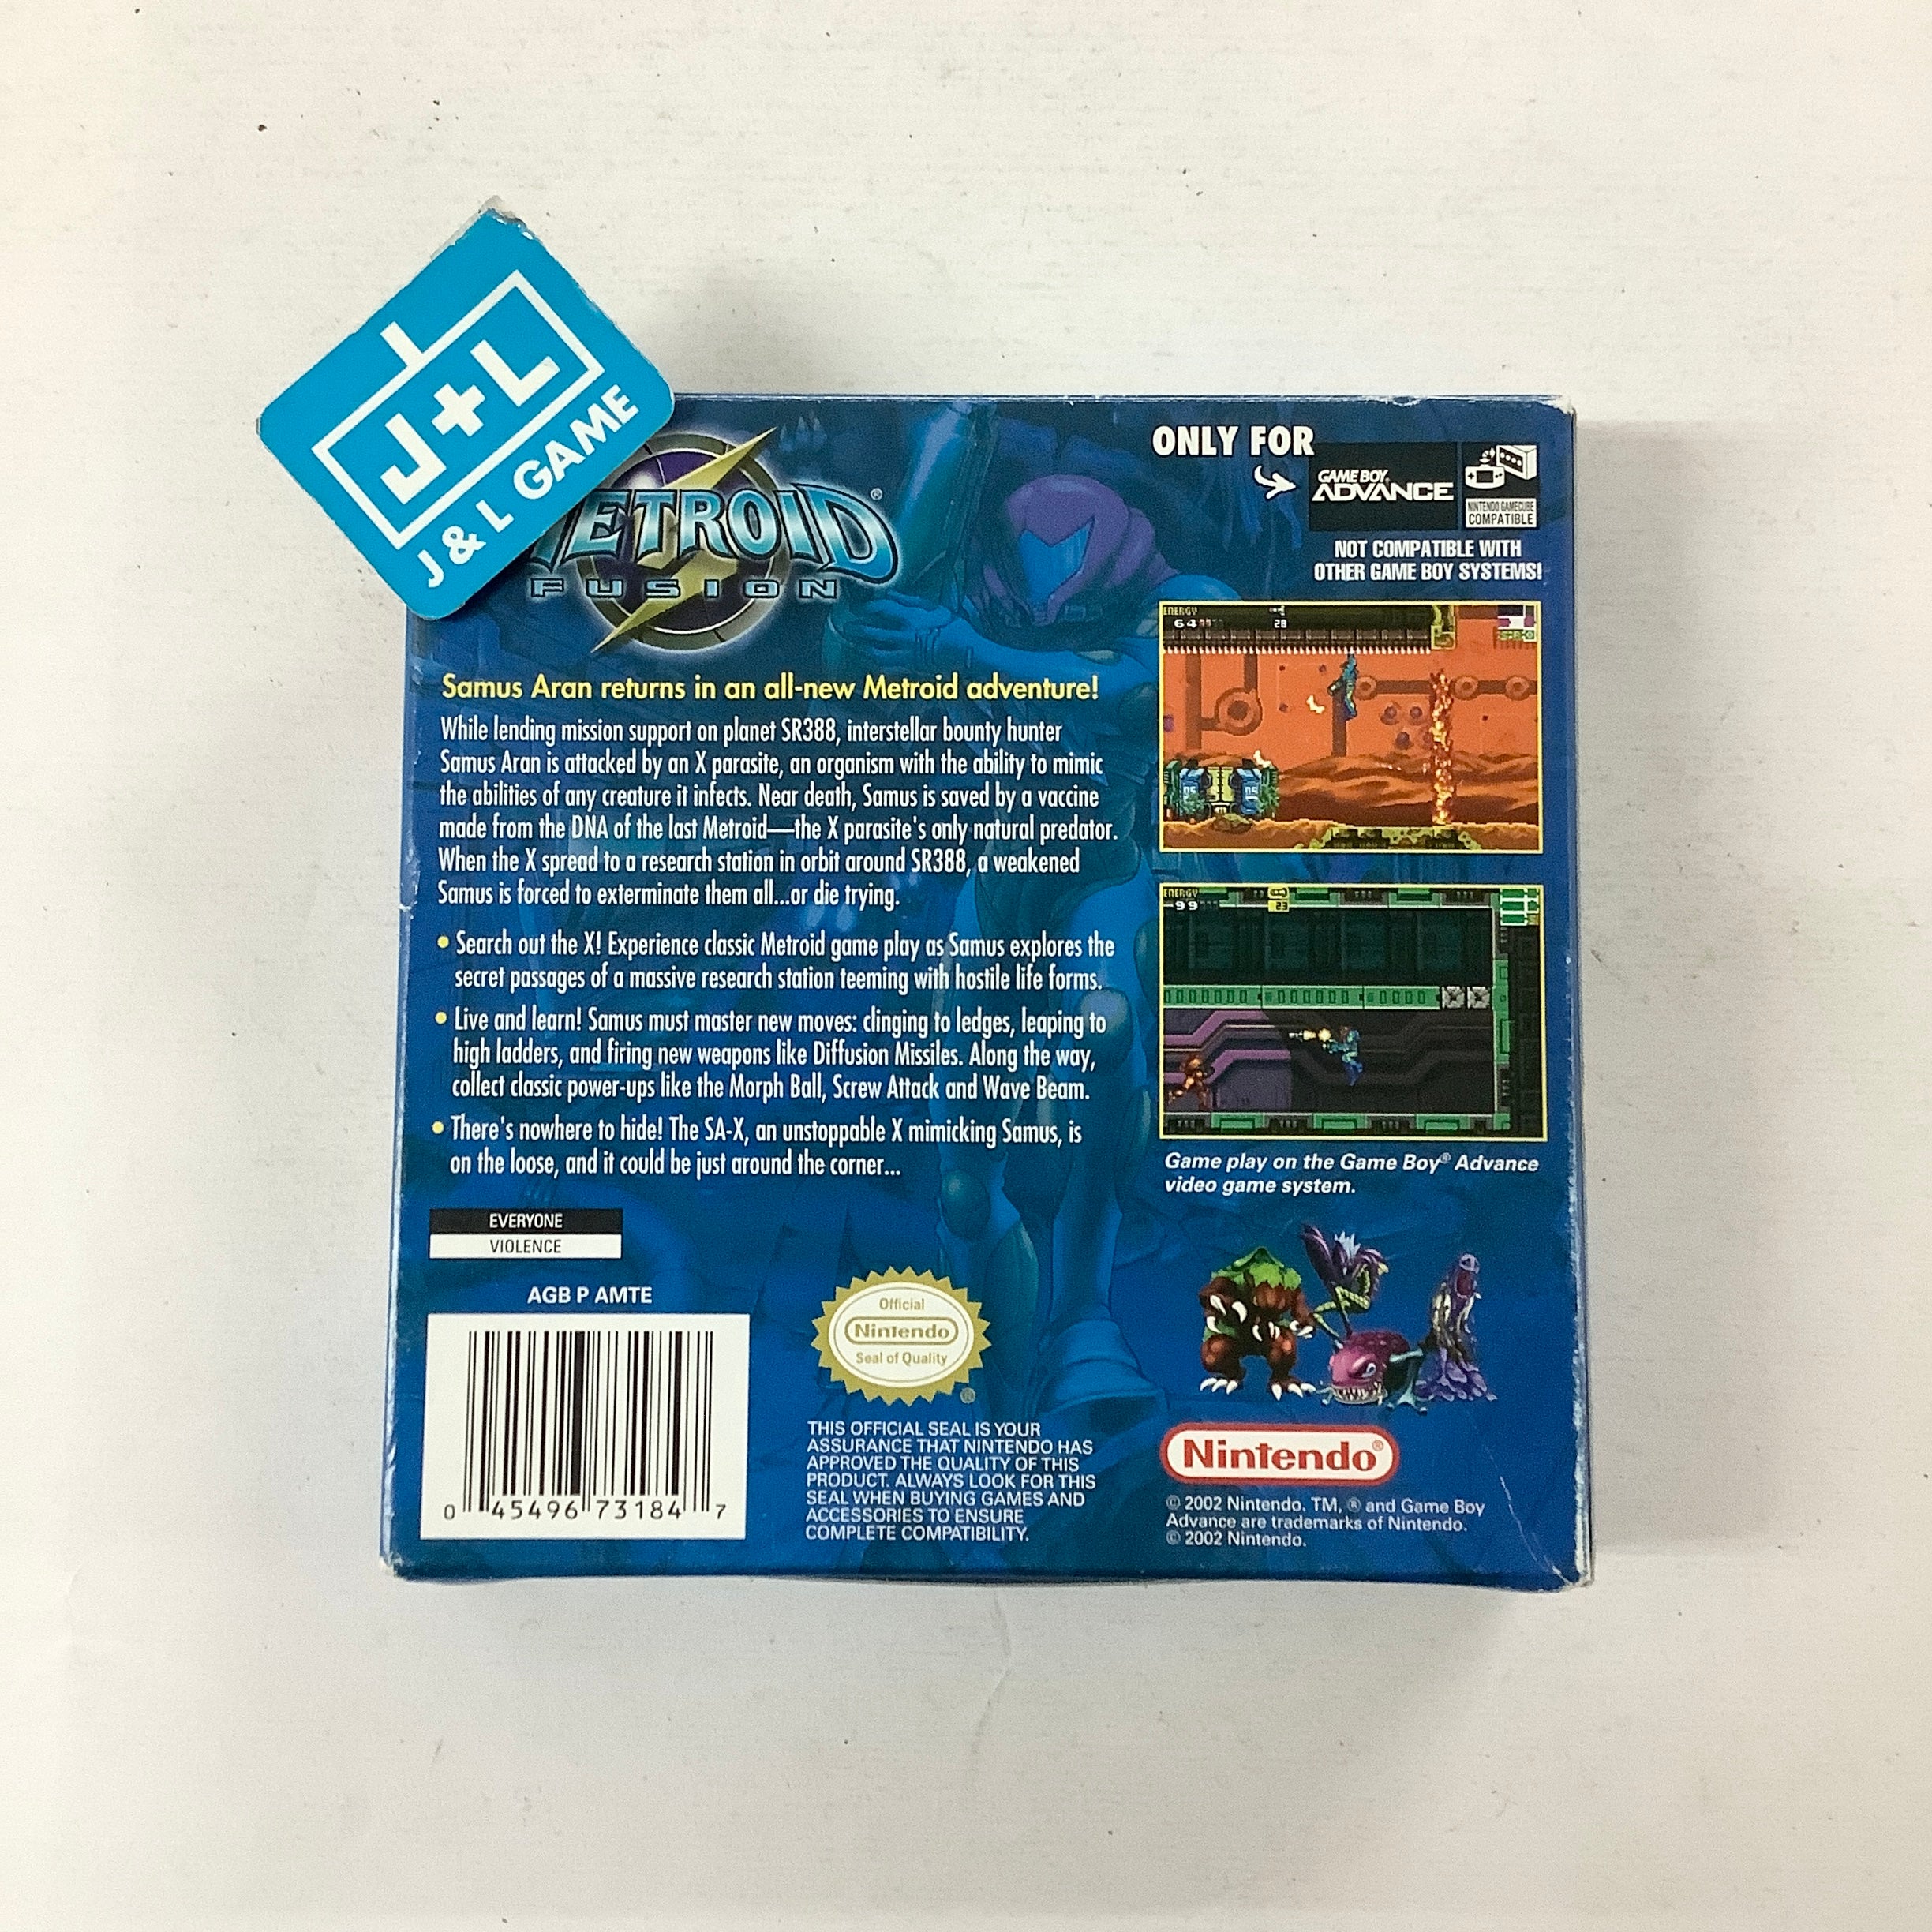 J+L
J & L GAME
METROID®
FUSION
ONLY FOR
GAME BOY
ADVANCE
NINTENDO GAMECUBE
COMPATIBLE
NOT COMPATIBLE WITH
OTHER GAME BOY SYSTEMS!
Samus Aran returns in an all-new Metroid adventure!
While lending mission support on planet SR388, interstellar bounty hunter
Samus Aran is attacked by an X parasite, an organism with the ability to mimic
the abilities of any creature it infects. Near death, Samus is saved by a vaccine
made from the DNA of the last Metroid—the X parasite's only natural predator.
When the X spread to a research station in orbit around SR388, a weakened
Samus is forced to exterminate them all...or die trying.
• Search out the X! Experience classic Metroid game play as Samus explores the
secret passages of a massive research station teeming with hostile life forms.
• Live and learn! Samus must master new moves: clinging to ledges, leaping to
high ladders, and firing new weapons like Diffusion Missiles. Along the way,
collect classic power-ups like the Morph Ball, Screw Attack and Wave Beam.
• There's nowhere to hide! The SA-X, an unstoppable X mimicking Samus, is
on the loose, and it could be just around the corner...
ENERGY
64
28
ENERGY
99
23
Game play on the Game Boy® Advance
video game system.
EVERYONE
VIOLENCE
AGB P AMTE
0 45496 73184 7
Official
Nintendo
Seal of Quality
®
THIS OFFICIAL SEAL IS YOUR
ASSURANCE THAT NINTENDO HAS
APPROVED THE QUALITY OF THIS
PRODUCT. ALWAYS LOOK FOR THIS
SEAL WHEN BUYING GAMES AND
ACCESSORIES TO ENSURE
COMPLETE COMPATIBILITY.
Nintendo®
© 2002 Nintendo. TM, ® and Game Boy
Advance are trademarks of Nintendo.
© 2002 Nintendo.